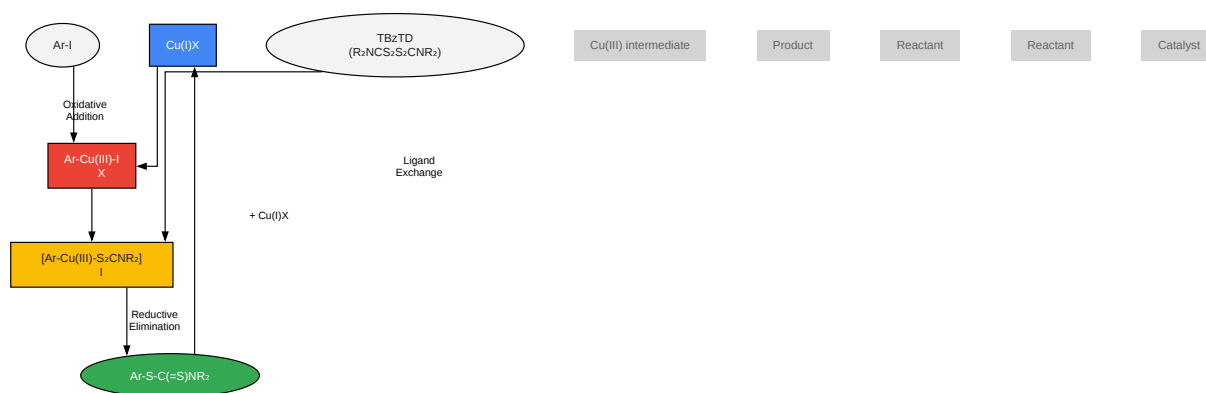 Ar-I
Cu(I)X
TBzTD
(R₂NCS₂S₂CNR₂)
Cu(III) intermediate
Product
Reactant
Reactant
Catalyst
Oxidative
Addition
Ar-Cu(III)-I
X
Ligand
Exchange
+ Cu(I)X
[Ar-Cu(III)-S₂CNR₂]
I
Reductive
Elimination
Ar-S-C(=S)NR₂